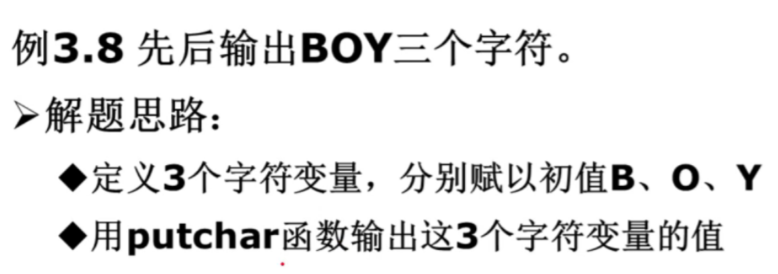 例3.8 先后输出BOY三个字符。
➢解题思路：
◆定义3个字符变量，分别赋以初值B、O、Y
◆用putchar函数输出这3个字符变量的值